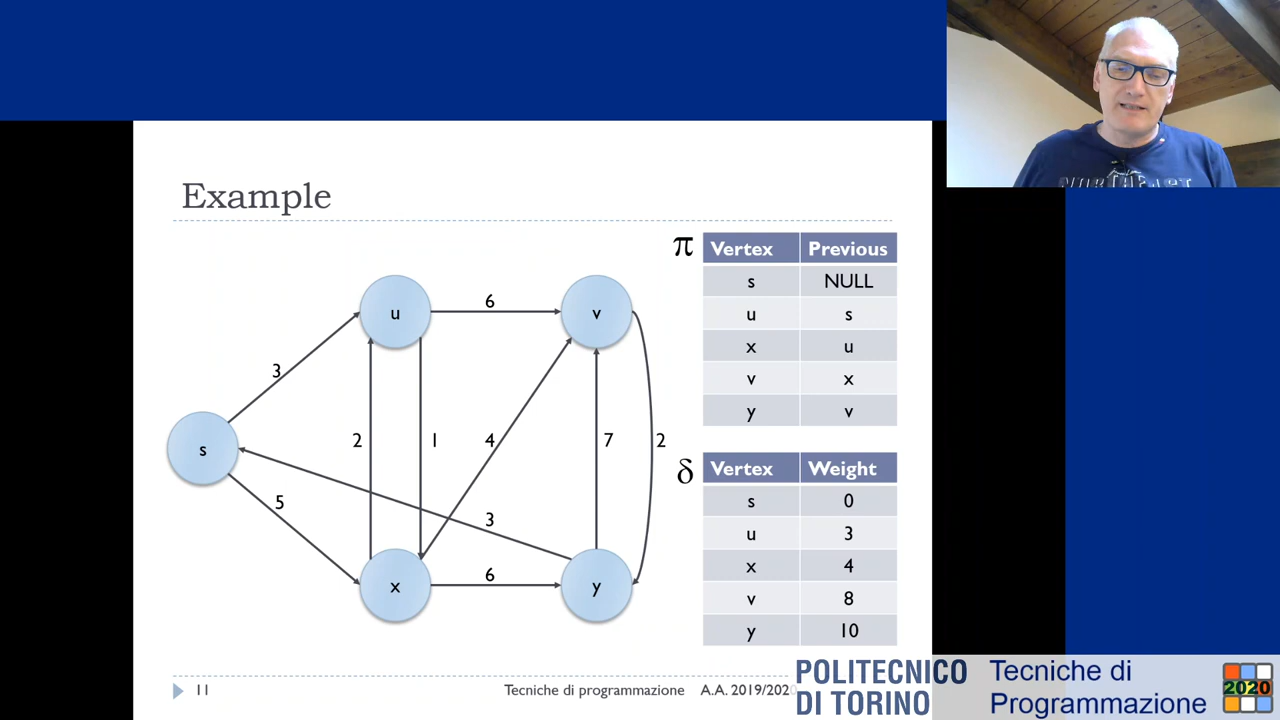 Example
π
Vertex Previous
s NULL
u s
x u
v x
y v
δ
Vertex Weight
s 0
u 3
x 4
v 8
y 10
u
6
v
3
2
1
4
7
2
s
5
3
x
6
y
11
Tecniche di programmazione A.A. 2019/2020
POLITECNICO
DI TORINO
Tecniche di
Programmazione
2020